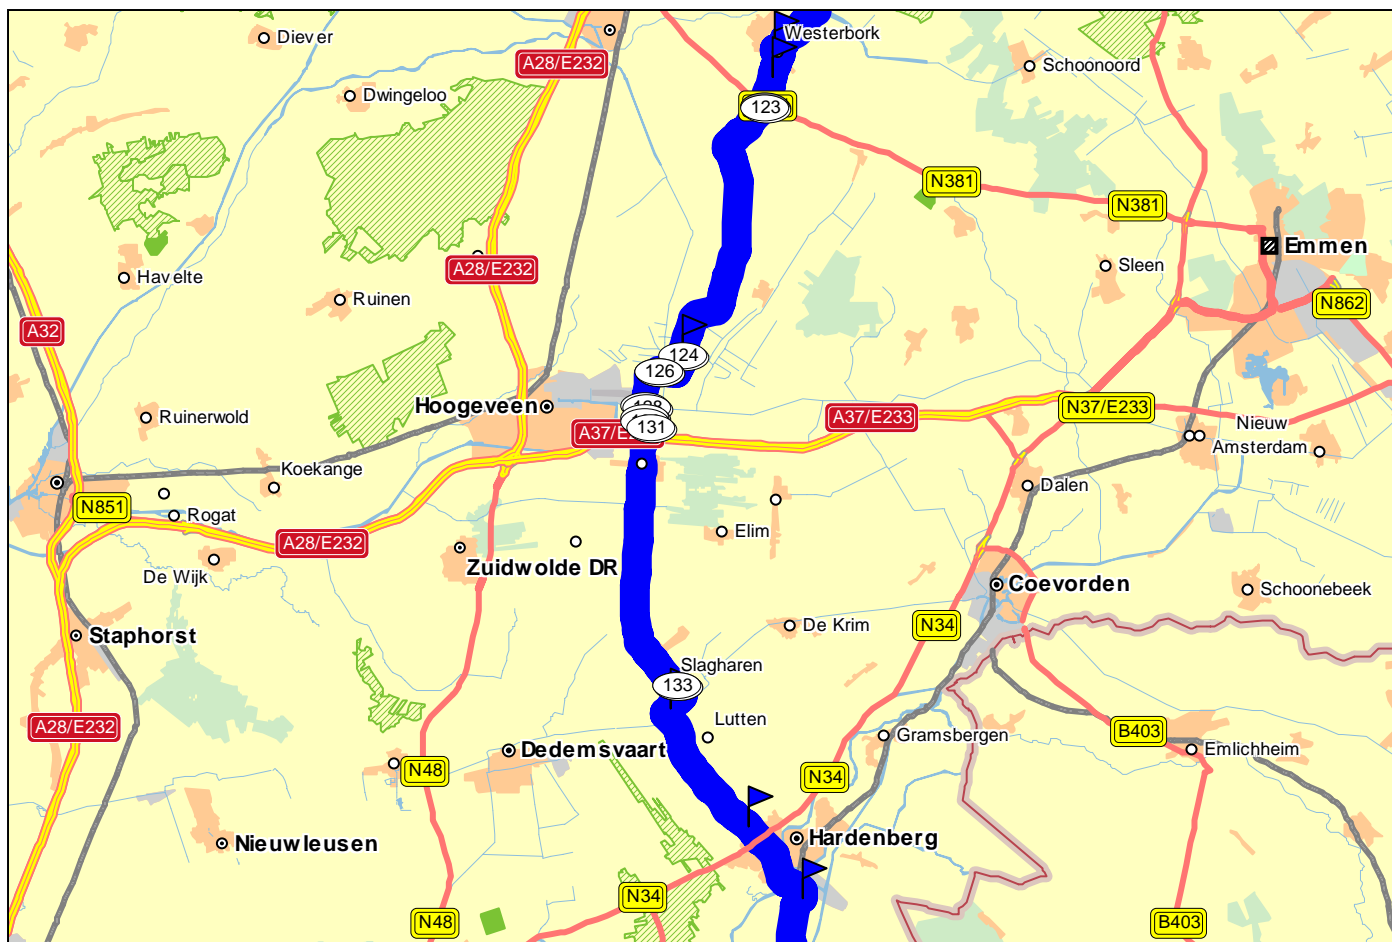 Diever
Westerbork
A28/E232
Schoonoord
Dwingeloo
123
N381
N381
Emmen
Havelte
A28/E232
Sleen
Ruinen
N862
A32
124
126
Hoogeveen
Ruinerwold
A37/E233
N37/E233
131
Nieuw
Amsterdam
Koekange
Dalen
N851
Rogat
Elim
A28/E232
De Wijk
Zuidwolde DR
Coevorden
Schoonebeek
Staphorst
De Krim
N34
Slagharen
133
A28/E232
Lutten
Gramsbergen
B403
Emlichheim
Dedemsvaart
N48
N34
Nieuwleusen
Hardenberg
N34
N48
B403